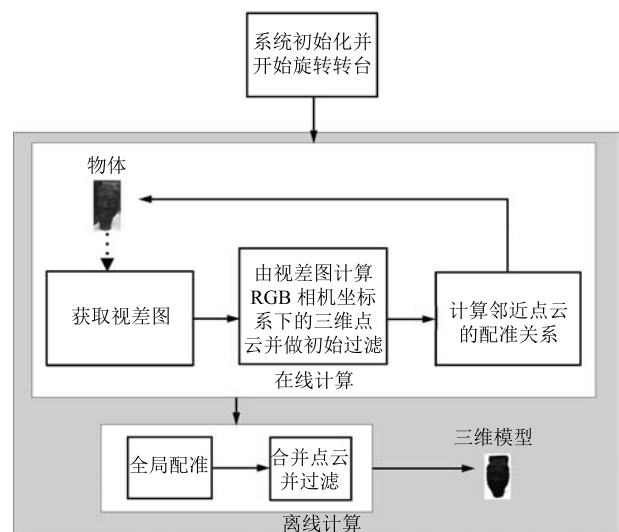 系统初始化并
开始旋转转台
物体
获取视差图
由视差图计算
RGB 相机坐标
系下的三维点
云并做初始过滤
计算邻近点云
的配准关系
在线计算
全局配准
合并点云
并过滤
三维模型
离线计算